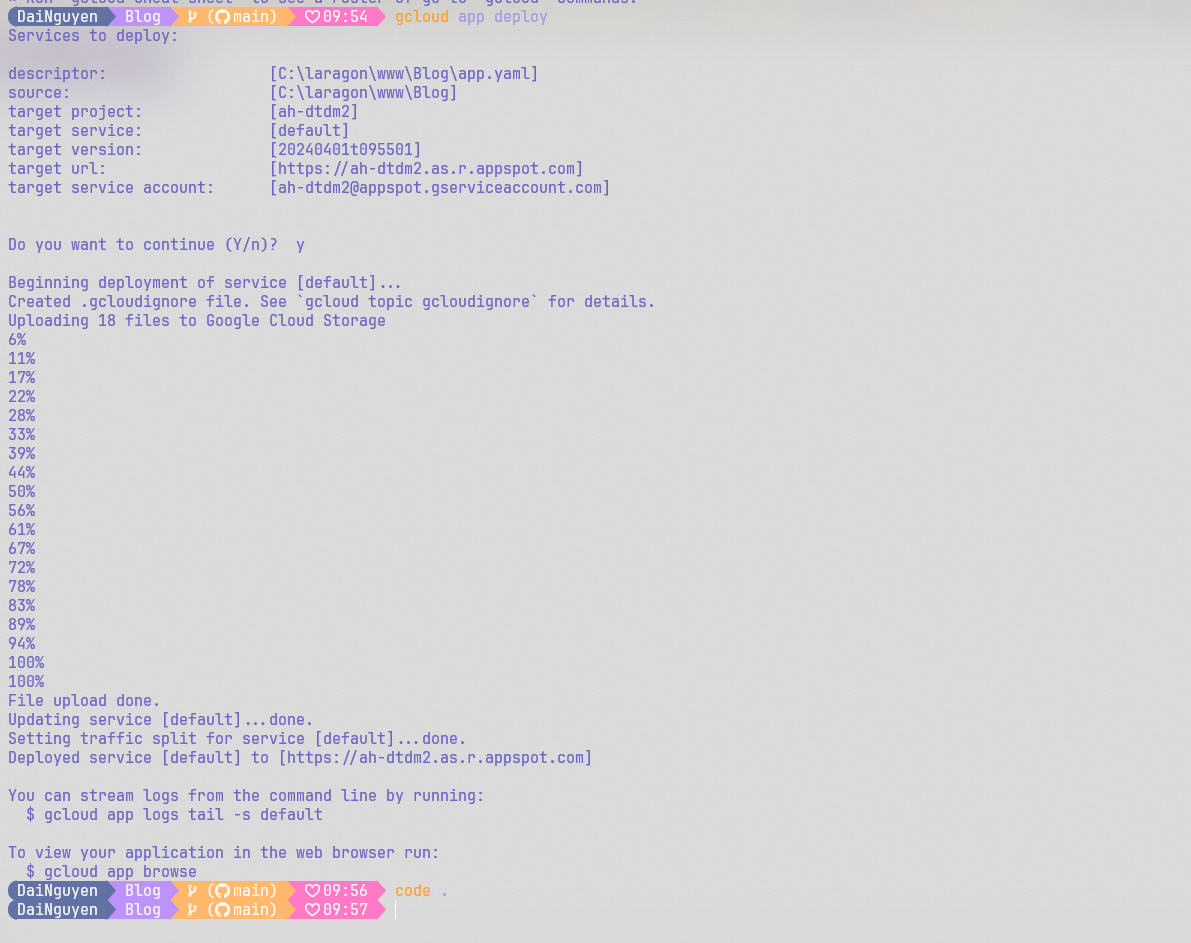 DaiNguyen Blog (main) 09:54 gcloud app deploy
Services to deploy:
descriptor: [C:\laragon\www\Blog\app.yaml]
source: [C:\laragon\www\Blog]
target project: [ah-dtdm2]
target service: [default]
target version: [20240401t095501]
target url: [https://ah-dtdm2.as.r.appspot.com]
target service account: [ah-dtdm2@appspot.gserviceaccount.com]
Do you want to continue (Y/n)? y
Beginning deployment of service [default]...
Created .gcloudignore file. See `gcloud topic gcloudignore` for details.
Uploading 18 files to Google Cloud Storage
6%
11%
17%
22%
28%
33%
39%
44%
50%
56%
61%
67%
72%
78%
83%
89%
94%
100%
100%
File upload done.
Updating service [default]...done.
Setting traffic split for service [default]...done.
Deployed service [default] to [https://ah-dtdm2.as.r.appspot.com]
You can stream logs from the command line by running:
$ gcloud app logs tail -s default
To view your application in the web browser run:
$ gcloud app browse
DaiNguyen Blog (main) 09:56 code .
DaiNguyen Blog (main) 09:57